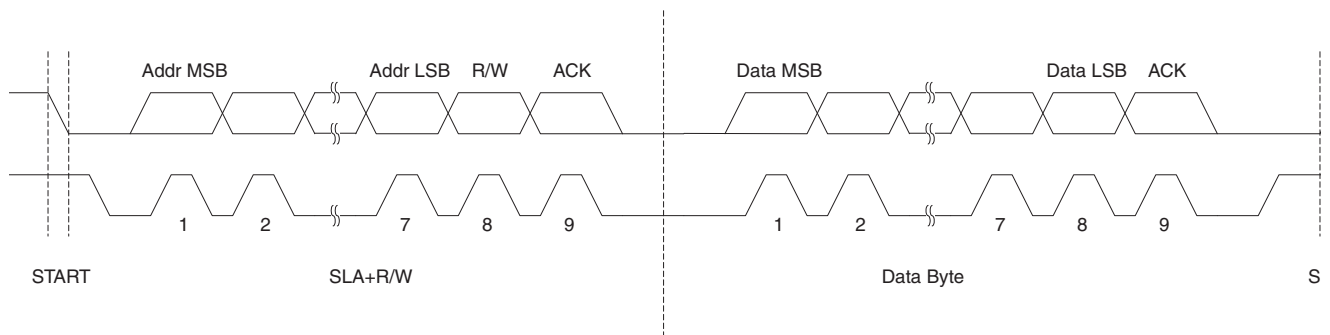 Addr MSB Addr LSB R/W ACK Data MSB Data LSB ACK
1 2 7 8 9 1 2 7 8 9
START SLA+R/W Data Byte S